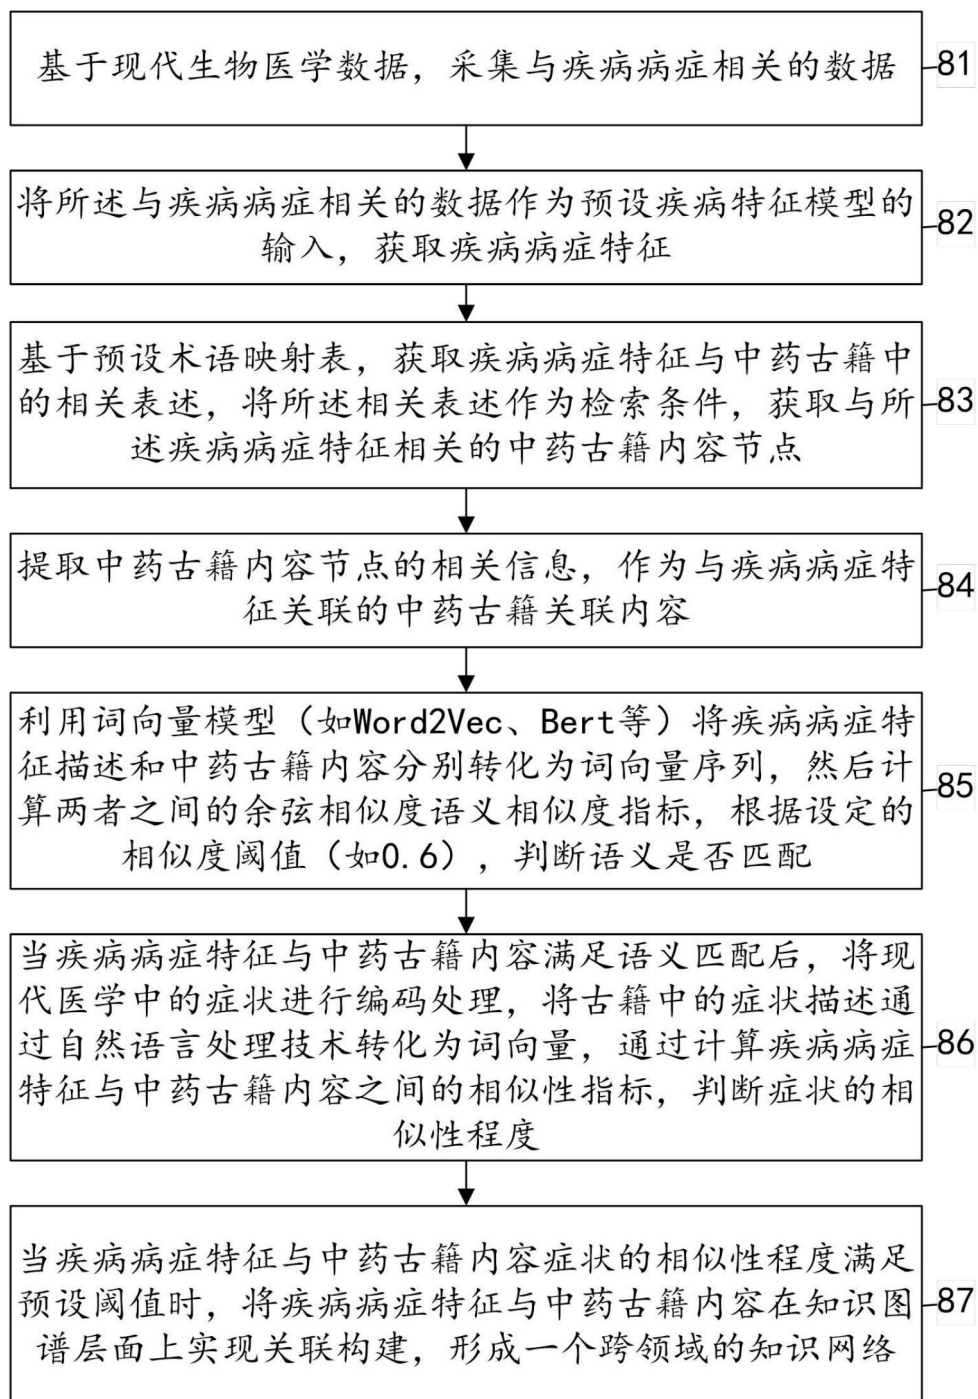 基于现代生物医学数据，采集与疾病病症相关的数据
81
将所述与疾病病症相关的数据作为预设疾病特征模型的
输入，获取疾病病症特征
82
基于预设术语映射表，获取疾病病症特征与中药古籍中
的相关表述，将所述相关表述作为检索条件，获取与所
述疾病病症特征相关的中药古籍内容节点
83
提取中药古籍内容节点的相关信息，作为与疾病病症特
征关联的中药古籍关联内容
84
利用词向量模型（如Word2Vec、Bert等）将疾病病症特
征描述和中药古籍内容分别转化为词向量序列，然后计
算两者之间的余弦相似度语义相似度指标，根据设定的
相似度阈值（如0.6），判断语义是否匹配
85
当疾病病症特征与中药古籍内容满足语义匹配后，将现
代医学中的症状进行编码处理，将古籍中的症状描述通
过自然语言处理技术转化为词向量，通过计算疾病病症
特征与中药古籍内容之间的相似性指标，判断症状的相
似性程度
86
当疾病病症特征与中药古籍内容症状的相似性程度满足
预设阈值时，将疾病病症特征与中药古籍内容在知识图
谱层面上实现关联构建，形成一个跨领域的知识网络
87